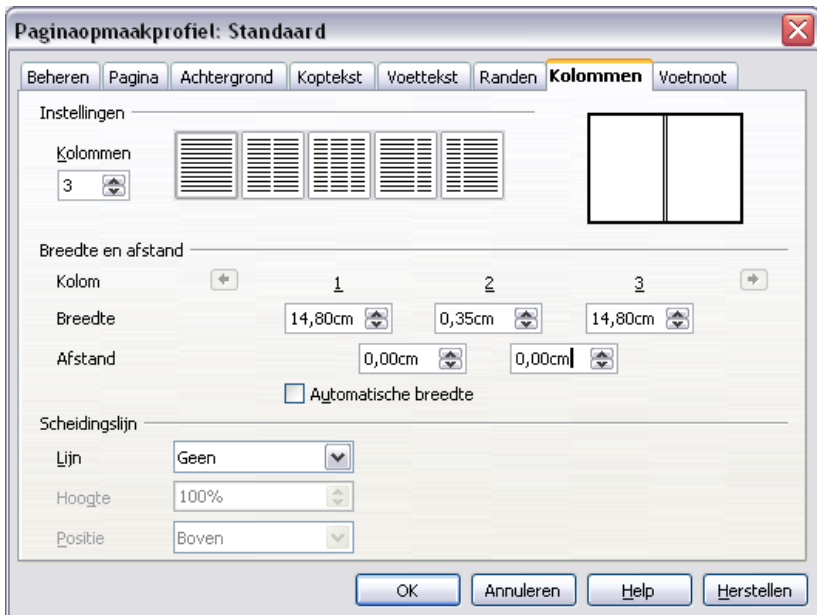 Paginaopmaakprofiel: Standaard
Beheren Pagina Achtergrond Koptekst Voettekst Randen Kolommen Voetnoot
Instellingen
Kolommen
3
Breedte en afstand
Kolom 1 2 3
Breedte 14,80cm 0,35cm 14,80cm
Afstand 0,00cm 0,00cm
Automatische breedte
Scheidingslijn
Lijn Geen
Hoogte 100%
Positie Boven
OK Annuleren Help Herstellen